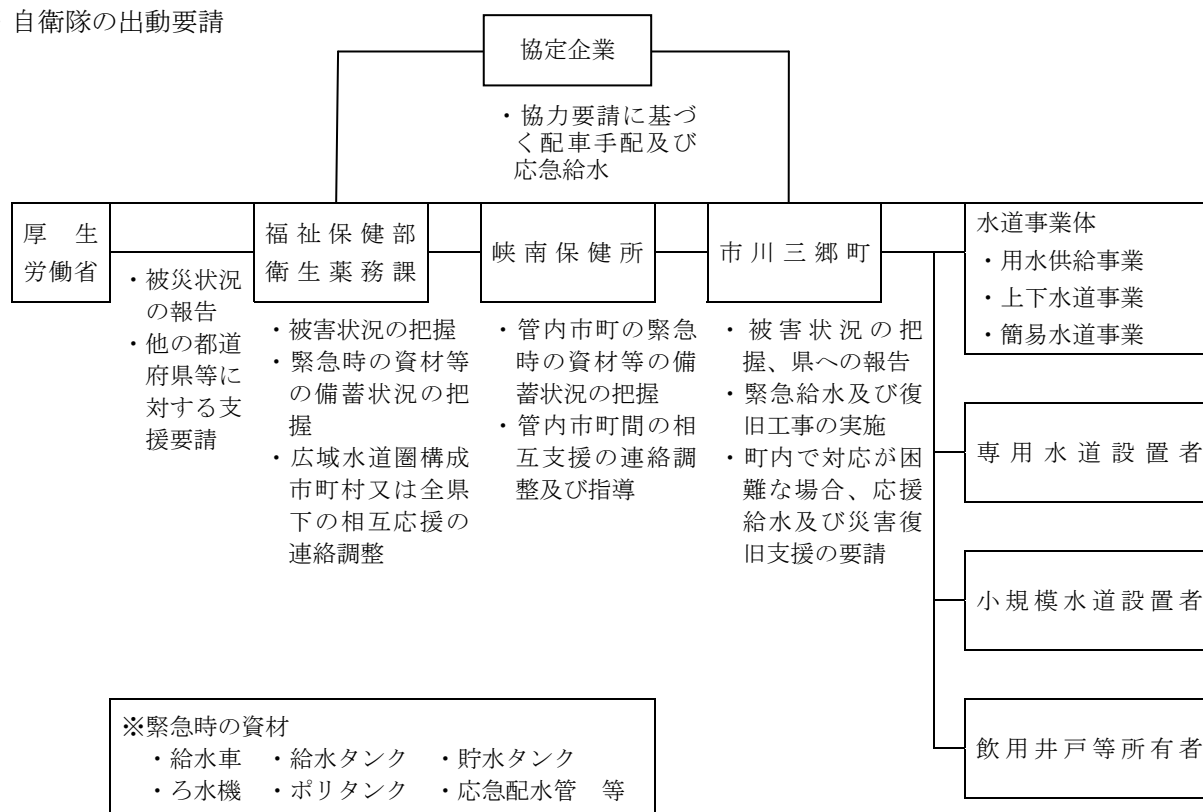 自衛隊の出動要請
協定企業
・協力要請に基づ
く配車手配及び
応急給水
厚生
労働省
・被災状況
の報告
・他の都道
府県等に
対する支
援要請
福祉保健部
衛生薬務課
・被害状況の把握
・緊急時の資材等
の備蓄状況の把
握
・広域水道圏構成
市町村又は全県
下の相互応援の
連絡調整
峡南保健所
・管内市町の緊急
時の資材等の備
蓄状況の把握
・管内市町間の相
互支援の連絡調
整及び指導
市川三郷町
・被害状況の把
握、県への報告
・緊急給水及び復
旧工事の実施
・町内で対応が困
難な場合、応援
給水及び災害復
旧支援の要請
水道事業体
・用水供給事業
・上下水道事業
・簡易水道事業
専用水道設置者
小規模水道設置者
飲用井戸等所有者
※緊急時の資材
・給水車 ・給水タンク ・貯水タンク
・ろ水機 ・ポリタンク ・応急配水管 等